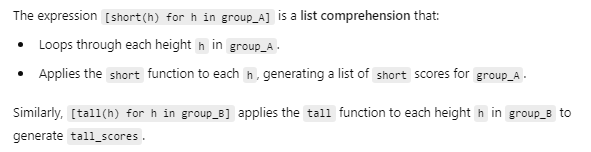 The expression [short(h) for h in group_A] is a list comprehension that:
• Loops through each height h in group_A.
• Applies the short function to each h, generating a list of short scores for group_A.
Similarly, [tall(h) for h in group_B] applies the tall function to each height h in group_B to
generate tall_scores.